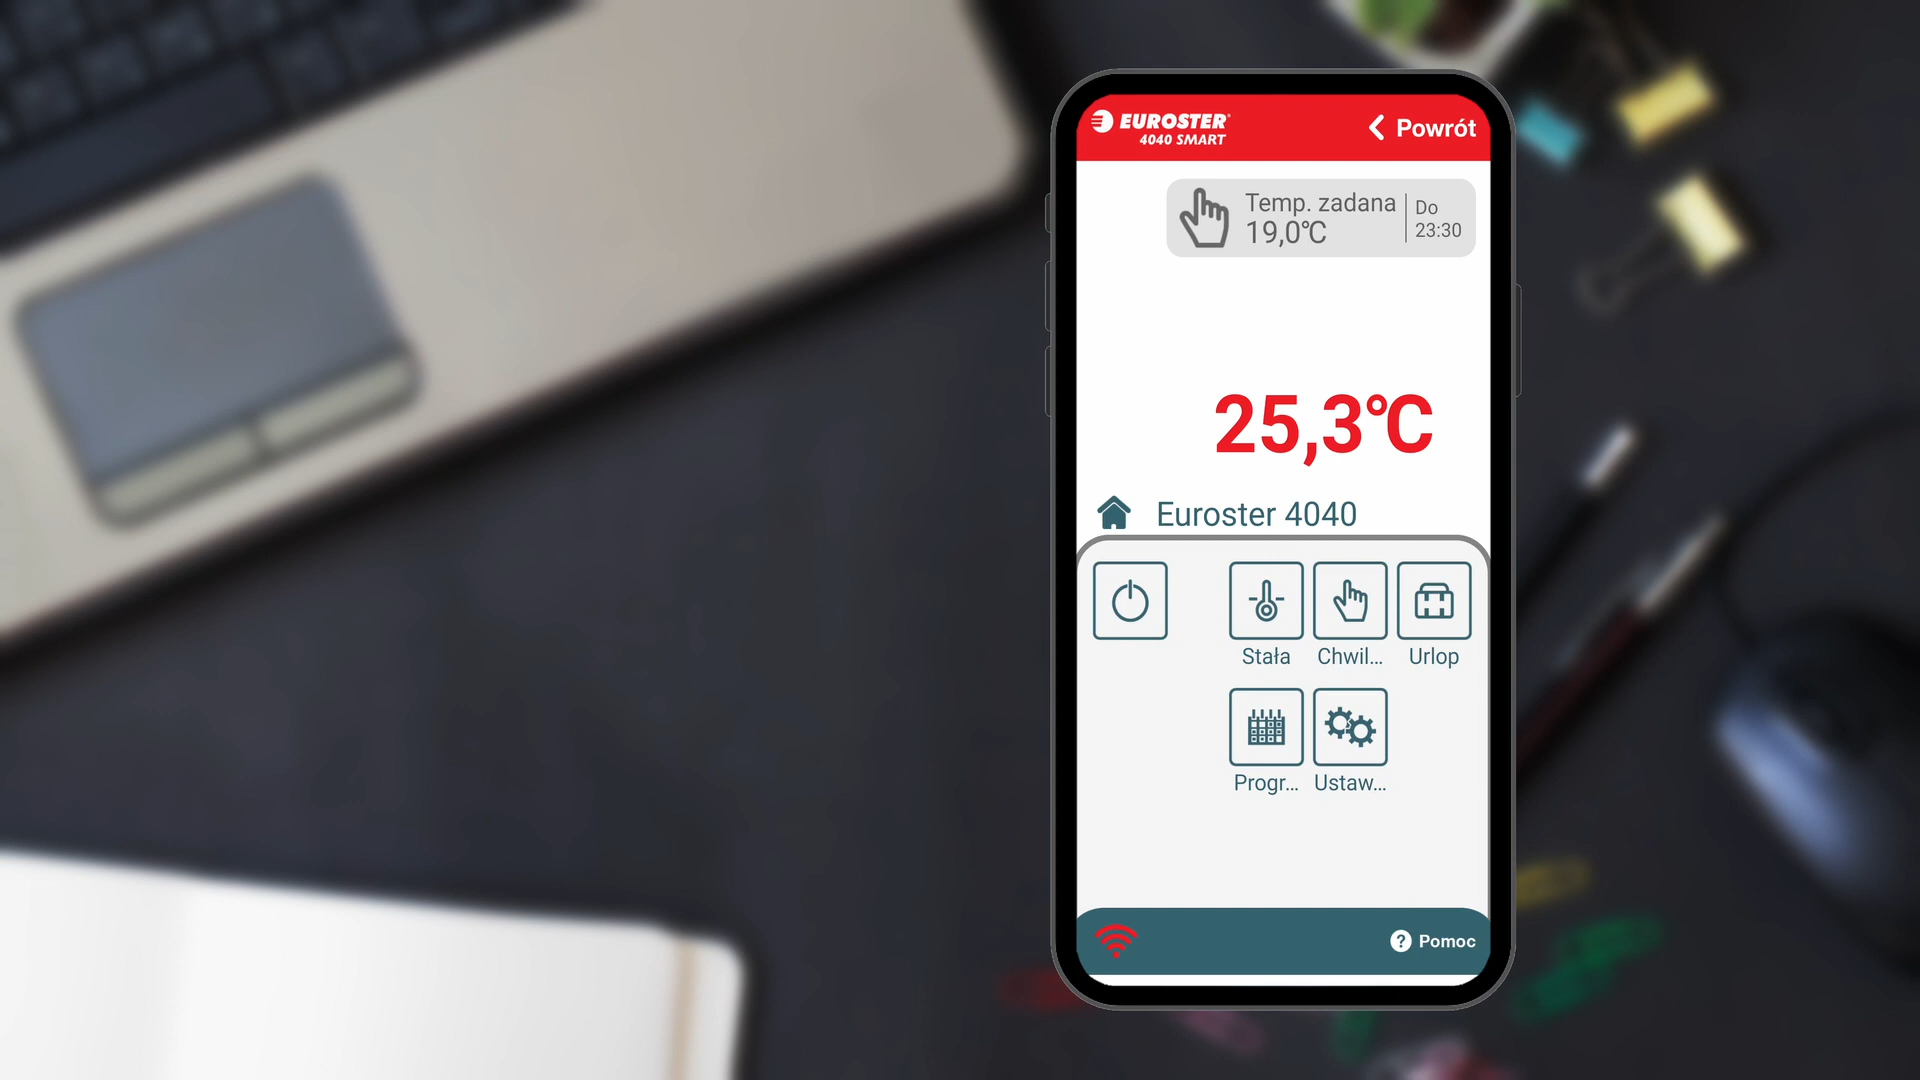 EUROSTER
4040 SMART
Powrót
Temp. zadana
19,0℃
Do
23:30
25,3℃
Euroster 4040
Stała
Chwil...
Urlop
Progr...
Ustaw...
? Pomoc